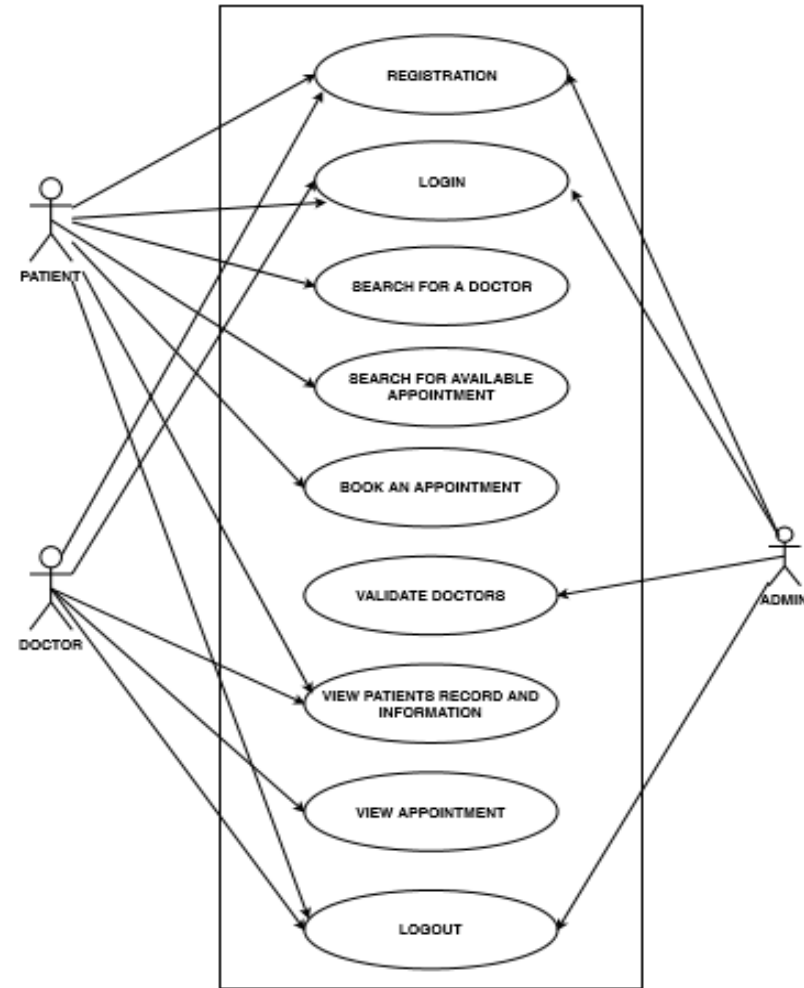 REGISTRATION
LOGIN
PATIENT
SEARCH FOR A DOCTOR
SEARCH FOR AVAILABLE
APPOINTMENT
BOOK AN APPOINTMENT
VALIDATE DOCTORS
ADMIN
DOCTOR
VIEW PATIENTS RECORD AND
INFORMATION
VIEW APPOINTMENT
LOGOUT